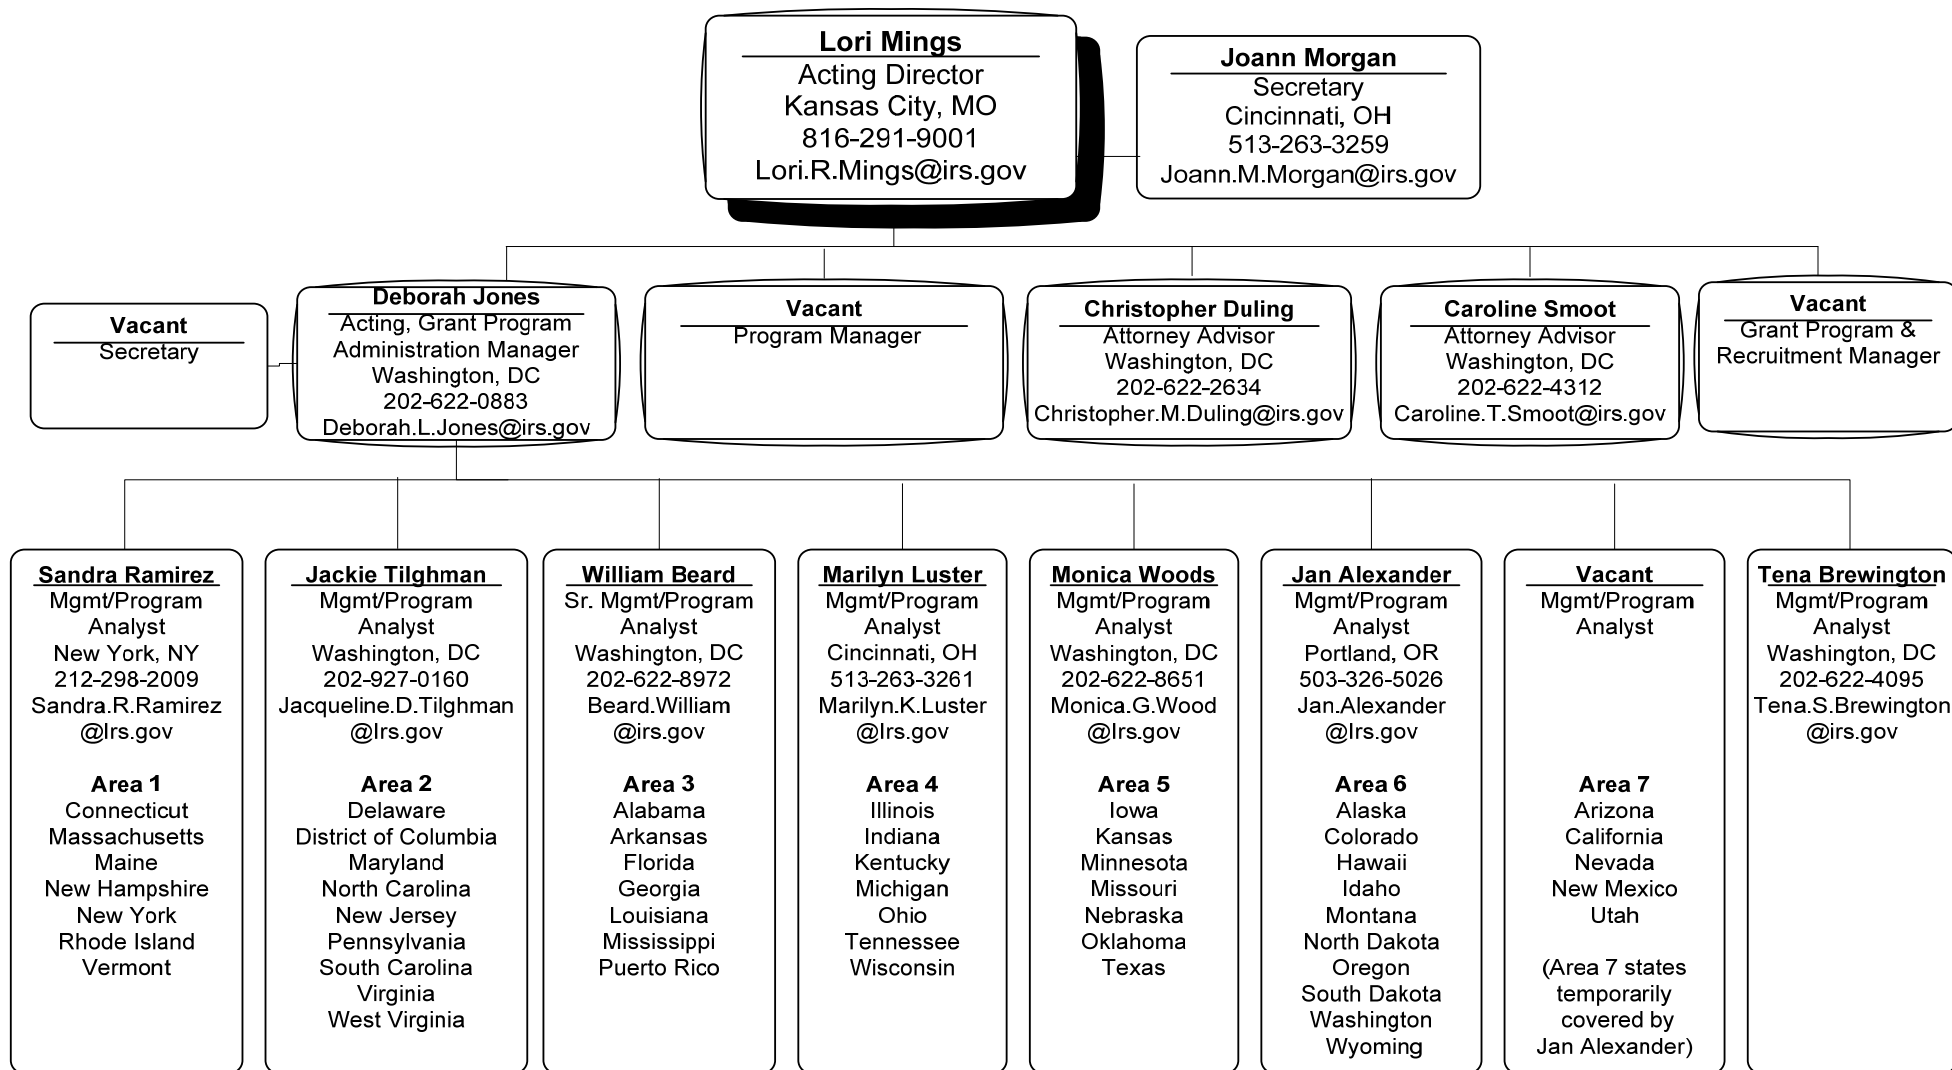 Lori Mings
Acting Director
Kansas City, MO
816-291-9001
Lori.R.Mings@irs.gov
Joann Morgan
Secretary
Cincinnati, OH
513-263-3259
Joann.M.Morgan@irs.gov
Vacant
Secretary
Deborah Jones
Acting, Grant Program
Administration Manager
Washington, DC
202-622-0883
Deborah.L.Jones@irs.gov
Vacant
Program Manager
Christopher Duling
Attorney Advisor
Washington, DC
202-622-2634
Christopher.M.Duling@irs.gov
Caroline Smoot
Attorney Advisor
Washington, DC
202-622-4312
Caroline.T.Smoot@irs.gov
Vacant
Grant Program &
Recruitment Manager
Sandra Ramirez
Mgmt/Program
Analyst
New York, NY
212-298-2009
Sandra.R.Ramirez
@Irs.gov
Area 1
Connecticut
Massachusetts
Maine
New Hampshire
New York
Rhode Island
Vermont
Jackie Tilghman
Mgmt/Program
Analyst
Washington, DC
202-927-0160
Jacqueline.D.Tilghman
@Irs.gov
Area 2
Delaware
District of Columbia
Maryland
North Carolina
New Jersey
Pennsylvania
South Carolina
Virginia
West Virginia
William Beard
Sr. Mgmt/Program
Analyst
Washington, DC
202-622-8972
Beard.William
@irs.gov
Area 3
Alabama
Arkansas
Florida
Georgia
Louisiana
Mississippi
Puerto Rico
Marilyn Luster
Mgmt/Program
Analyst
Cincinnati, OH
513-263-3261
Marilyn.K.Luster
@Irs.gov
Area 4
Illinois
Indiana
Kentucky
Michigan
Ohio
Tennessee
Wisconsin
Monica Woods
Mgmt/Program
Analyst
Washington, DC
202-622-8651
Monica.G.Wood
@Irs.gov
Area 5
Iowa
Kansas
Minnesota
Missouri
Nebraska
Oklahoma
Texas
Jan Alexander
Mgmt/Program
Analyst
Portland, OR
503-326-5026
Jan.Alexander
@Irs.gov
Area 6
Alaska
Colorado
Hawaii
Idaho
Montana
North Dakota
Oregon
South Dakota
Washington
Wyoming
Vacant
Mgmt/Program
Analyst
Area 7
Arizona
California
Nevada
New Mexico
Utah
(Area 7 states
temporarily
covered by
Jan Alexander)
Tena Brewington
Mgmt/Program
Analyst
Washington, DC
202-622-4095
Tena.S.Brewington
@irs.gov